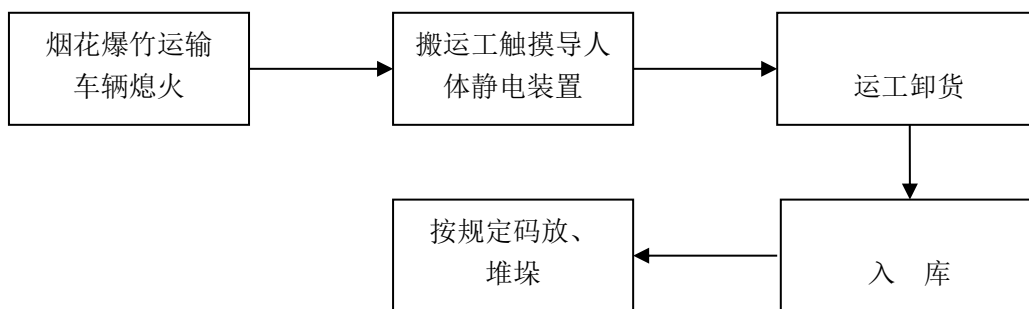 烟花爆竹运输
车辆熄火
搬运工触摸导人
体静电装置
运工卸货
入 库
按规定码放、
堆垛